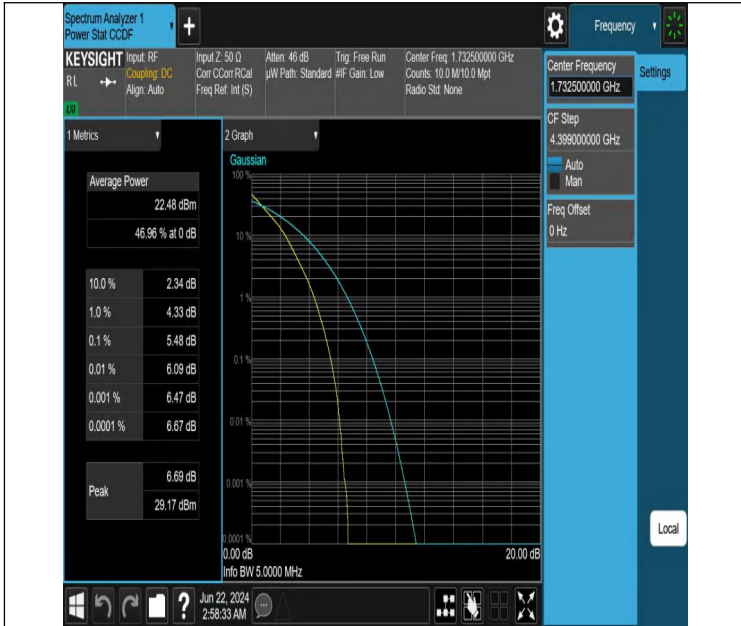 Spectrum Analyzer 1
Power Stat CCDF
+
Frequency
KEYSIGHT
RL
LXI
Input: RF
Coupling: DC
Align: Auto
Input Z: 50 Ω
Corr CCorr RCal
Freq Ref: Int (S)
Atten: 46 dB
µW Path: Standard
Trig: Free Run
#IF Gain: Low
Center Freq: 1.732500000 GHz
Counts: 10.0 M/10.0 Mpt
Radio Std: None
Center Frequency
1.732500000 GHz
Settings
CF Step
4.399000000 GHz
Auto
Man
Freq Offset
0 Hz
1 Metrics
Average Power
22.48 dBm
46.96 % at 0 dB
10.0 % 2.34 dB
1.0 % 4.33 dB
0.1 % 5.48 dB
0.01 % 6.09 dB
0.001 % 6.47 dB
0.0001 % 6.67 dB
Peak
6.69 dB
29.17 dBm
2 Graph
Gaussian
100 %
10 %
1 %
0.1 %
0.01 %
0.001 %
0.0001 %
0.00 dB 20.00 dB
Info BW 5.0000 MHz
Local
?
Jun 22, 2024
2:58:33 AM